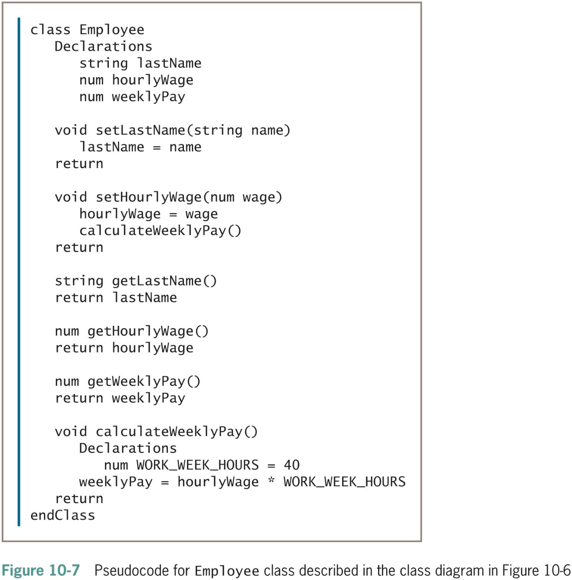 class Employee
   Declarations
      string lastName
      num hourlyWage
      num weeklyPay

   void setLastName(string name)
      lastName = name
   return

   void setHourlyWage(num wage)
      hourlyWage = wage
      calculateWeeklyPay()
   return

   string getLastName()
   return lastName

   num getHourlyWage()
   return hourlyWage

   num getWeeklyPay()
   return weeklyPay

   void calculateWeeklyPay()
      Declarations
         num WORK_WEEK_HOURS = 40
      weeklyPay = hourlyWage * WORK_WEEK_HOURS
   return
endClass

Figure 10-7 Pseudocode for Employee class described in the class diagram in Figure 10-6